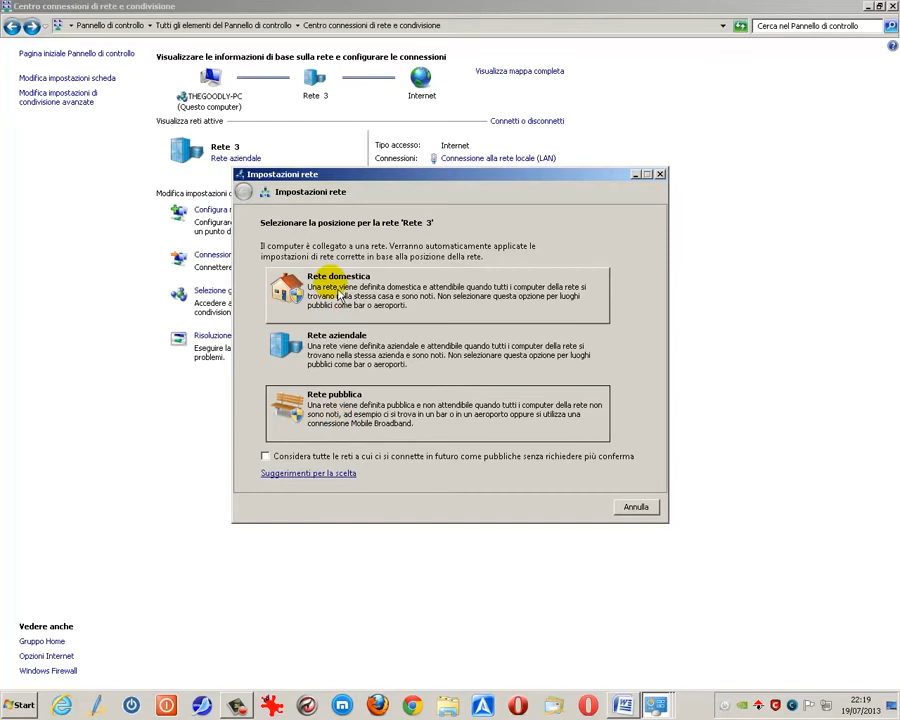 Centro connessioni di rete e condivisione
Pannello di controllo
Tutti gli elementi del Pannello di controllo
Centro connessioni di rete e condivisione
Cerca nel Pannello di controllo
Pagina iniziale Pannello di controllo
Modifica impostazioni scheda
Modifica impostazioni di
condivisione avanzate
Visualizzare le informazioni di base sulla rete e configurare le connessioni
Visualizza mappa completa
THEGOODLY-PC
(Questo computer)
Rete 3
Internet
Visualizza reti attive
Connetti o disconnetti
Rete 3
Rete aziendale
Tipo accesso:
Internet
Connessioni:
Connessione alla rete locale (LAN)
Modifica impostazioni
Configura
Configurare
un punto d
Connession
Connettere
Selezione g
Accedere a
condivision
Risoluzione
Eseguire la
problemi.
Impostazioni rete
Impostazioni rete
Selezionare la posizione per la rete 'Rete 3'
Il computer è collegato a una rete. Verranno automaticamente applicate le
impostazioni di rete corrette in base alla posizione della rete.
Rete domestica
Una rete viene definita domestica e attendibile quando tutti i computer della rete si
trovano nella stessa casa e sono noti. Non selezionare questa opzione per luoghi
pubblici come bar o aeroporti.
Rete aziendale
Una rete viene definita aziendale e attendibile quando tutti i computer della rete si
trovano nella stessa azienda e sono noti. Non selezionare questa opzione per luoghi
pubblici come bar o aeroporti.
Rete pubblica
Una rete viene definita pubblica e non attendibile quando tutti i computer della rete non
sono noti, ad esempio ci si trova in un bar o in un aeroporto oppure si utilizza una
connessione Mobile Broadband.
Considera tutte le reti a cui ci si connette in futuro come pubbliche senza richiedere più conferma
Suggerimenti per la scelta
Annulla
Vedere anche
Gruppo Home
Opzioni Internet
Windows Firewall
Start
22:19
19/07/2013